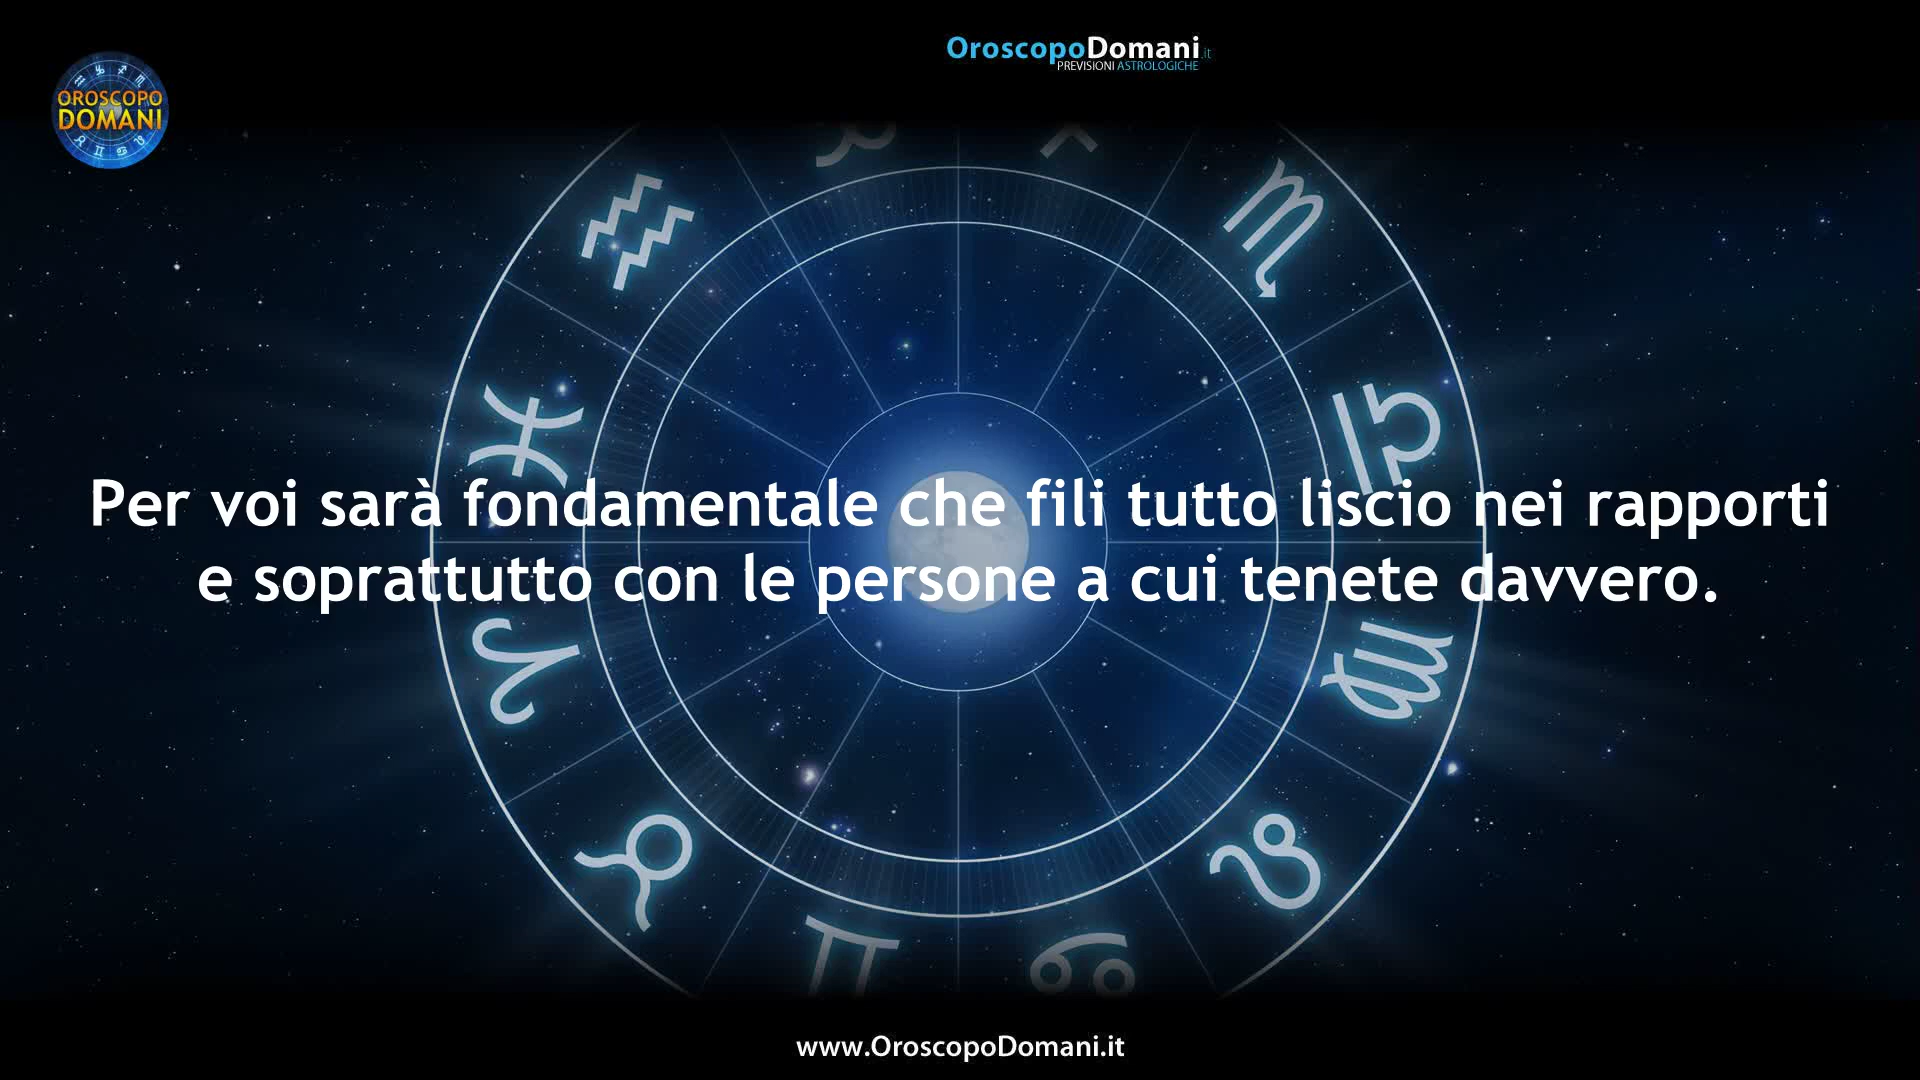 OroscopoDomani.it
PREVISIONI ASTROLOGICHE
OROSCOPO
DOMANI
Per voi sarà fondamentale che fili tutto liscio nei rapporti
e soprattutto con le persone a cui tenete davvero.
www.OroscopoDomani.it